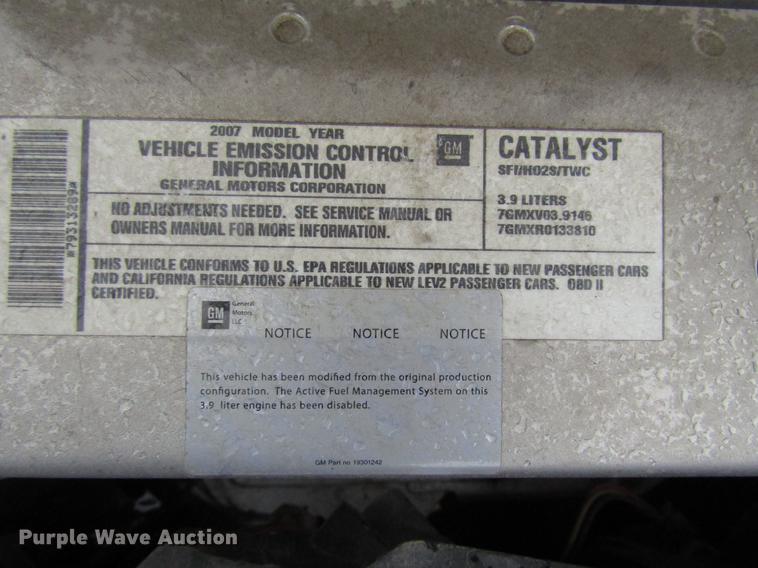 2007 MODEL YEAR
VEHICLE EMISSION CONTROL
INFORMATION
GENERAL MOTORS CORPORATION
GM
NO ADJUSTMENTS NEEDED. SEE SERVICE MANUAL OR
OWNERS MANUAL FOR MORE INFORMATION.
CATALYST
SFI/HO2S/TWC
3.9 LITERS
7GMXV03.9146
7GMXR0133810
THIS VEHICLE CONFORMS TO U.S. EPA REGULATIONS APPLICABLE TO NEW PASSENGER CARS
AND CALIFORNIA REGULATIONS APPLICABLE TO NEW LEV2 PASSENGER CARS. OBD II
CERTIFIED.
*79313289*
GM
General
Motors
LLC
NOTICE NOTICE NOTICE
This vehicle has been modified from the original production
configuration. The Active Fuel Management System on this
3.9 liter engine has been disabled.
GM Part no 19301242
Purple Wave Auction